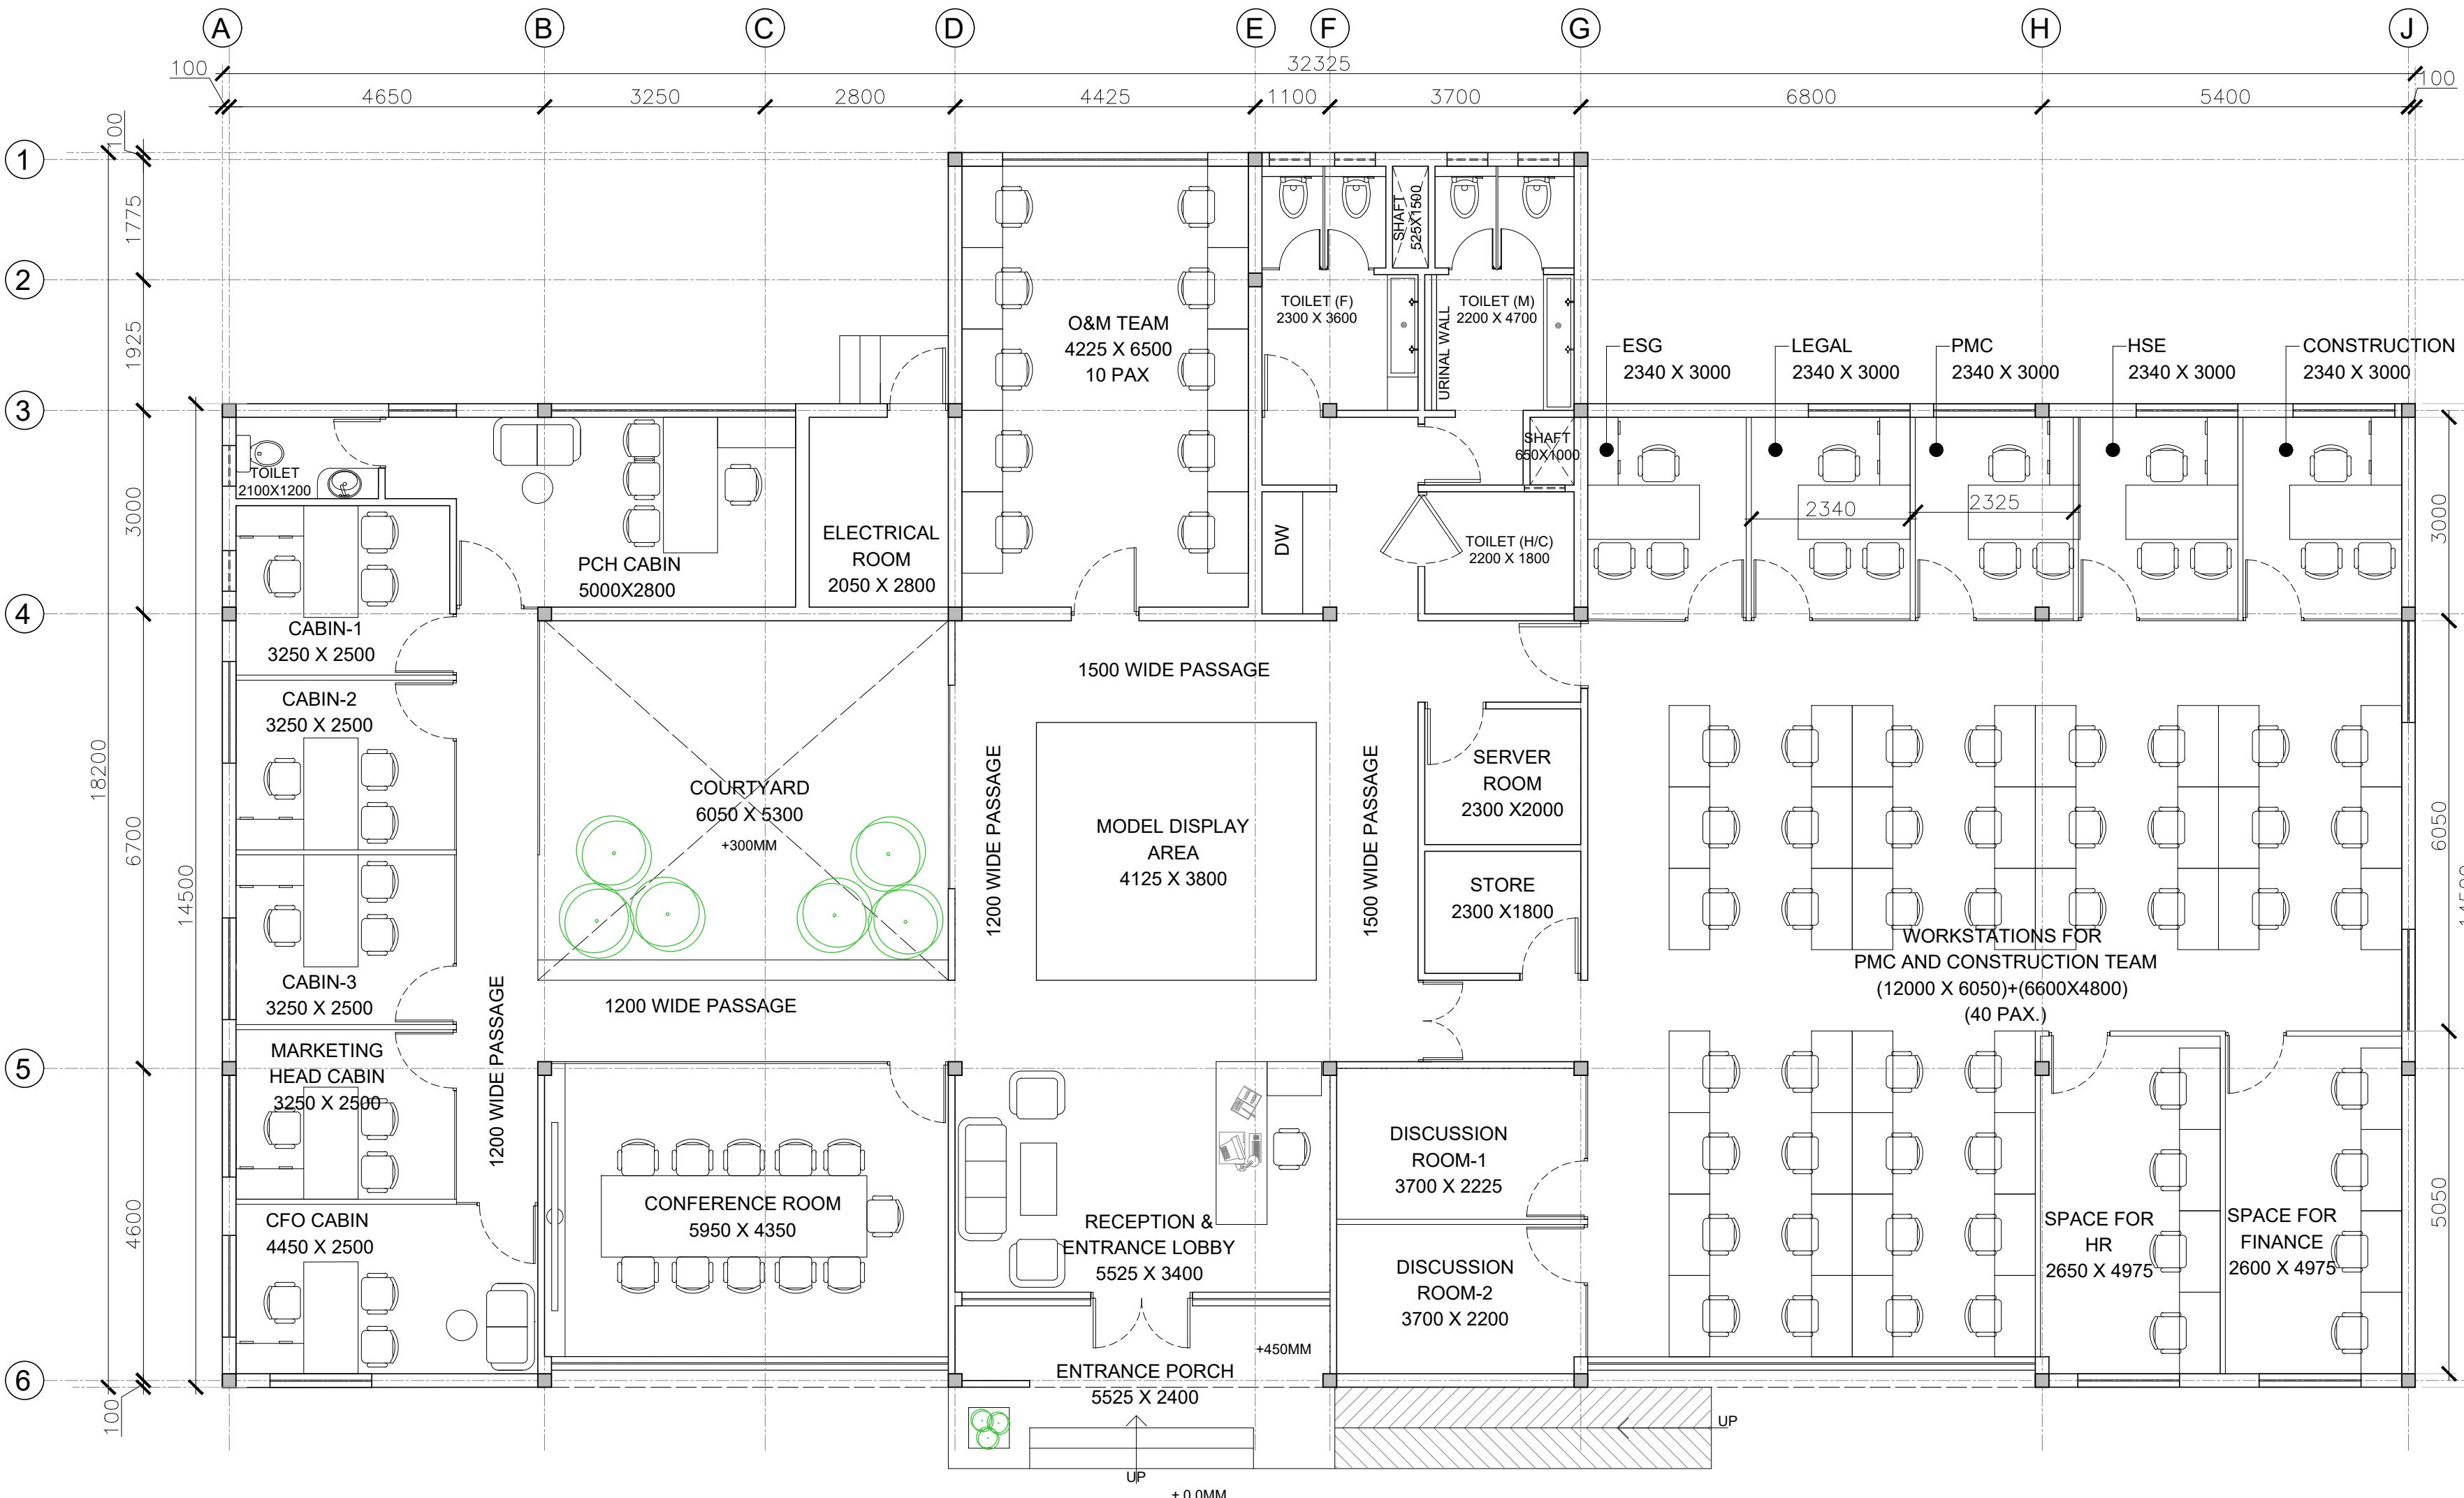 A
B
C
D
E
F
G
H
J
32325
100
4650
3250
2800
4425
1100
3700
6800
5400
100
1
2
3
4
5
6
100
1775
1925
3000
6700
4600
100
18200
14500
3000
6050
5050
O&M TEAM
4225 X 6500
10 PAX
TOILET (F)
2300 X 3600
SHAFT
525X1500
TOILET (M)
2200 X 4700
URINAL WALL
ESG
2340 X 3000
LEGAL
2340 X 3000
PMC
2340 X 3000
HSE
2340 X 3000
CONSTRUCTION
2340 X 3000
TOILET
2100X1200
SHAFT
650X1000
2340
2325
PCH CABIN
5000X2800
ELECTRICAL
ROOM
2050 X 2800
DW
TOILET (H/C)
2200 X 1800
CABIN-1
3250 X 2500
1500 WIDE PASSAGE
CABIN-2
3250 X 2500
COURTYARD
6050 X 5300
+300MM
1200 WIDE PASSAGE
MODEL DISPLAY
AREA
4125 X 3800
1500 WIDE PASSAGE
SERVER
ROOM
2300 X2000
STORE
2300 X1800
WORKSTATIONS FOR
PMC AND CONSTRUCTION TEAM
(12000 X 6050)+(6600X4800)
(40 PAX.)
CABIN-3
3250 X 2500
1200 WIDE PASSAGE
1200 WIDE PASSAGE
MARKETING
HEAD CABIN
3250 X 2500
CFO CABIN
4450 X 2500
CONFERENCE ROOM
5950 X 4350
RECEPTION &
ENTRANCE LOBBY
5525 X 3400
DISCUSSION
ROOM-1
3700 X 2225
DISCUSSION
ROOM-2
3700 X 2200
SPACE FOR
HR
2650 X 4975
SPACE FOR
FINANCE
2600 X 4975
+450MM
ENTRANCE PORCH
5525 X 2400
UP
UP
+ 0.0MM